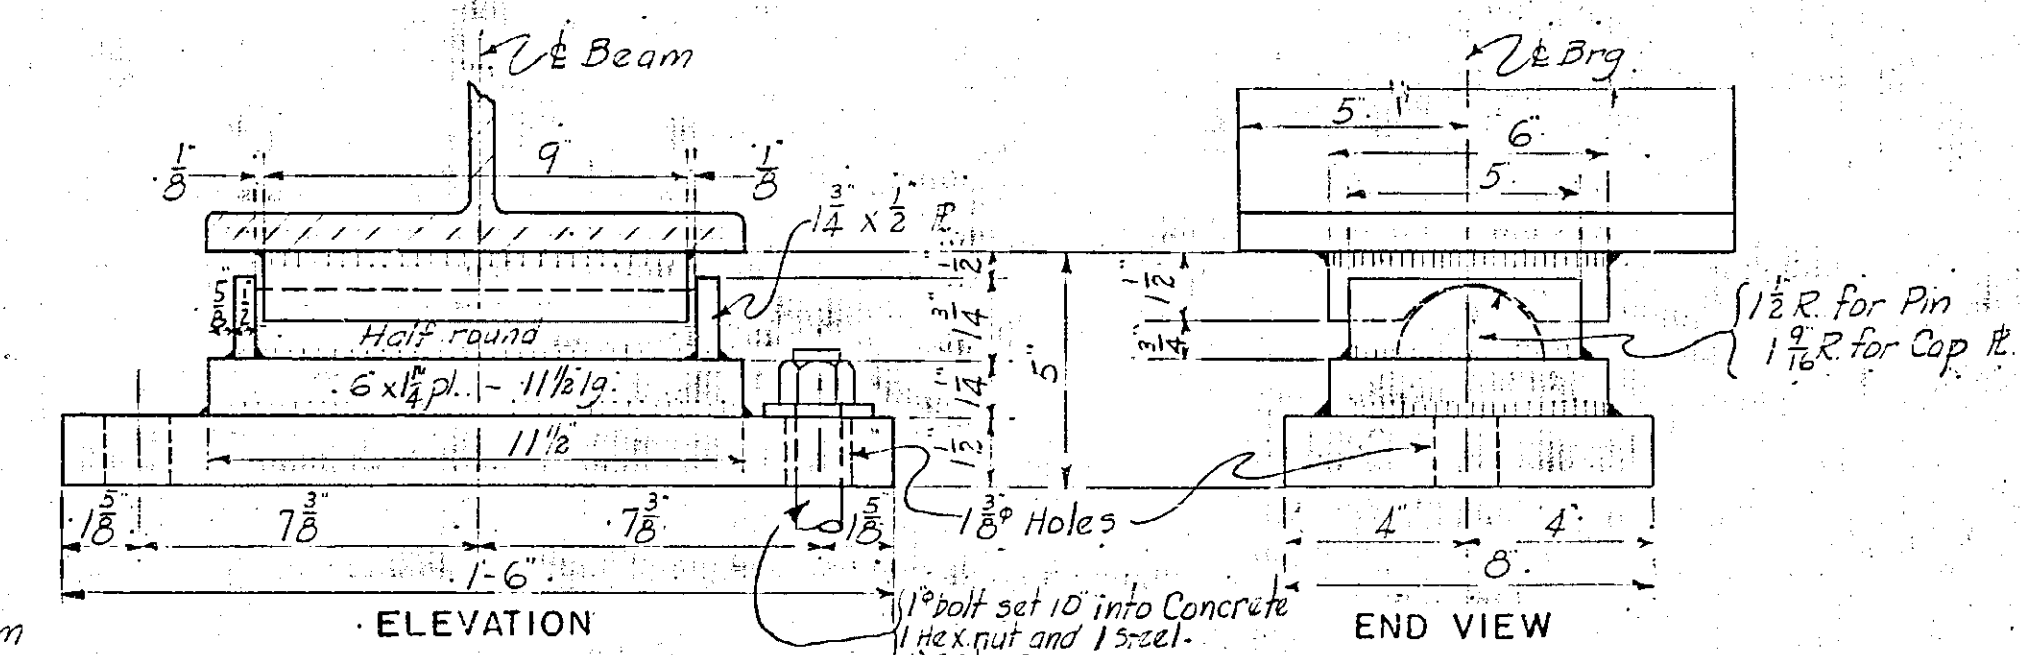 ℄ Beam
℄ Brg.
5" 1"
6"
1/8" 9" 1/8"
5"
1 3/4" x 1/2" ℞
1/2"
5/8" 1/2"
1 1/2"
1 3/4"
Half round
3/4"
5"
1 1/2" R. for Pin
1 9/16" R. for Cap ℞.
6 x 1 1/4" pl. - 11 1/2 lg.
1 1/4"
11 1/2"
1 1/2"
1 5/8" 7 3/8" 7 3/8" 1 5/8"
1 3/8"φ Holes
4" 4"
1'-6"
8"
1"φ bolt set 10" into Concrete
1 Hex. nut and 1 steel
ELEVATION
END VIEW